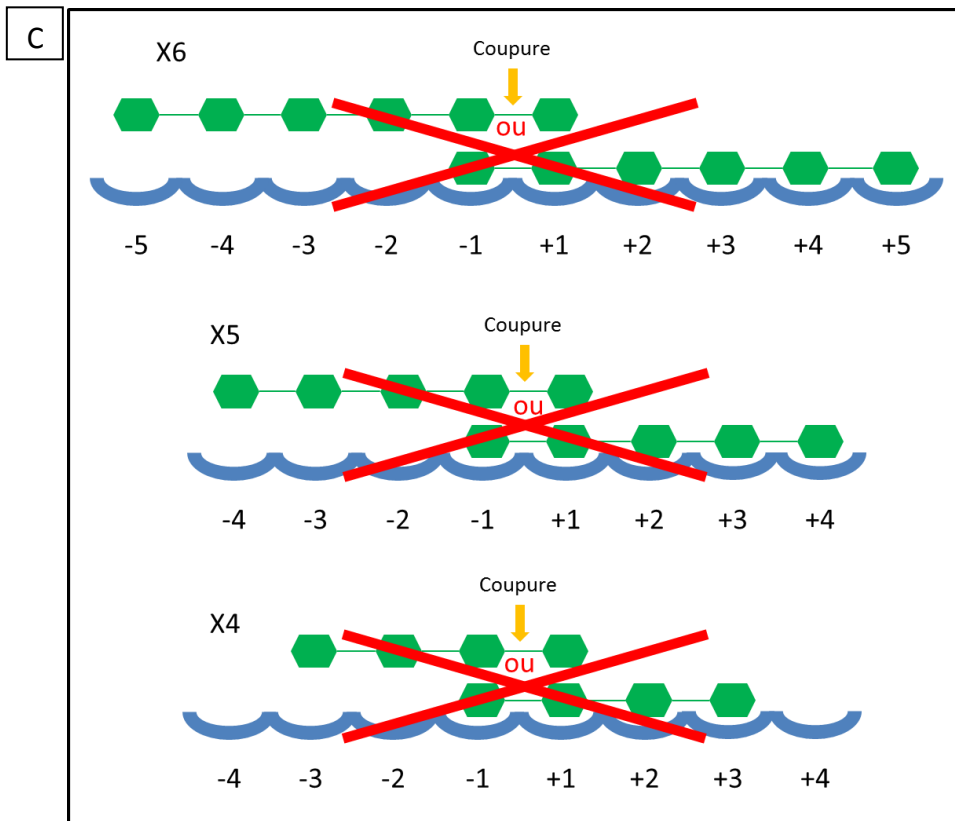 C
X6
Coupure
ou
-5 -4 -3 -2 -1 +1 +2 +3 +4 +5
X5
Coupure
ou
-4 -3 -2 -1 +1 +2 +3 +4
X4
Coupure
ou
-4 -3 -2 -1 +1 +2 +3 +4